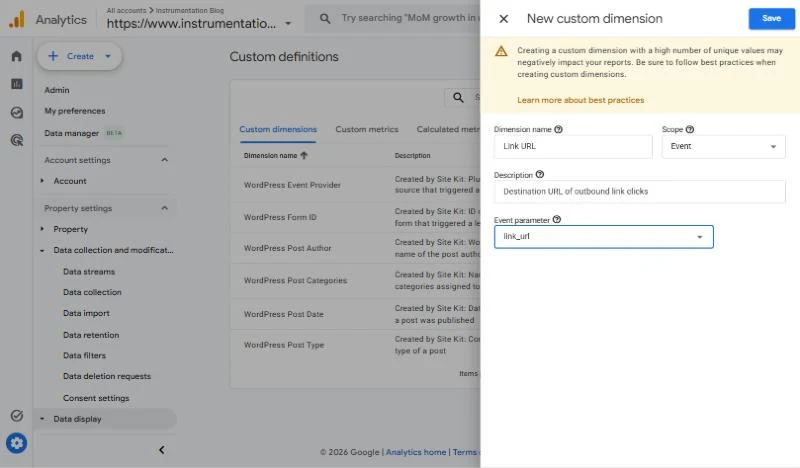 Analytics
All accounts > Instrumentation Blog
https://www.instrumentatio...
Try searching "MoM growth in u
Create
Admin
My preferences
Data manager BETA
Account settings
Account
Property settings
Property
Data collection and modificat...
Data streams
Data collection
Data import
Data retention
Data filters
Data deletion requests
Consent settings
Data display
Custom definitions
S
Custom dimensions Custom metrics Calculated metr
Dimension name Description
WordPress Event Provider
Created by Site Kit: Plu
source that triggered a
WordPress Form ID
Created by Site Kit: ID o
form that triggered a le
WordPress Post Author
Created by Site Kit: Wo
name of the post autho
WordPress Post Categories
Created by Site Kit: Na
categories assigned to
WordPress Post Date
Created by Site Kit: Dat
a post was published
WordPress Post Type
Created by Site Kit: Con
type of a post
Items
© 2026 Google | Analytics home | Terms
New custom dimension
Save
Creating a custom dimension with a high number of unique values may
negatively impact your reports. Be sure to follow best practices when
creating custom dimensions.
Learn more about best practices
Dimension name Scope
Link URL Event
Description
Destination URL of outbound link clicks
Event parameter
link_url